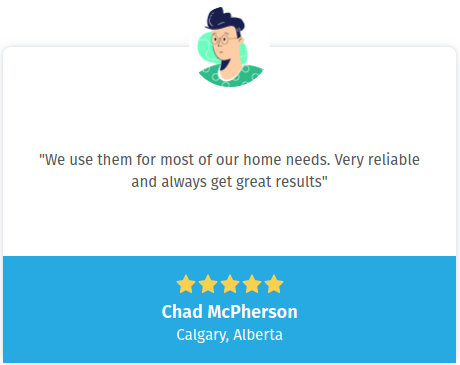 "We use them for most of our home needs. Very reliable
and always get great results"
Chad McPherson
Calgary, Alberta